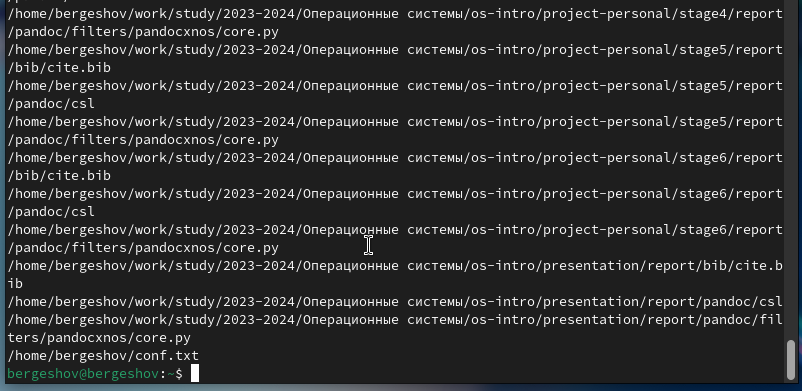 /home/bergeshov/work/study/2023-2024/Операционные системы/os-intro/project-personal/stage4/report
/pandoc/filters/pandocxnos/core.py
/home/bergeshov/work/study/2023-2024/Операционные системы/os-intro/project-personal/stage5/report
/bib/cite.bib
/home/bergeshov/work/study/2023-2024/Операционные системы/os-intro/project-personal/stage5/report
/pandoc/csl
/home/bergeshov/work/study/2023-2024/Операционные системы/os-intro/project-personal/stage5/report
/pandoc/filters/pandocxnos/core.py
/home/bergeshov/work/study/2023-2024/Операционные системы/os-intro/project-personal/stage6/report
/bib/cite.bib
/home/bergeshov/work/study/2023-2024/Операционные системы/os-intro/project-personal/stage6/report
/pandoc/csl
/home/bergeshov/work/study/2023-2024/Операционные системы/os-intro/project-personal/stage6/report
/pandoc/filters/pandocxnos/core.py
/home/bergeshov/work/study/2023-2024/Операционные системы/os-intro/presentation/report/bib/cite.b
ib
/home/bergeshov/work/study/2023-2024/Операционные системы/os-intro/presentation/report/pandoc/csl
/home/bergeshov/work/study/2023-2024/Операционные системы/os-intro/presentation/report/pandoc/fil
ters/pandocxnos/core.py
/home/bergeshov/conf.txt
bergeshov@bergeshov:~$